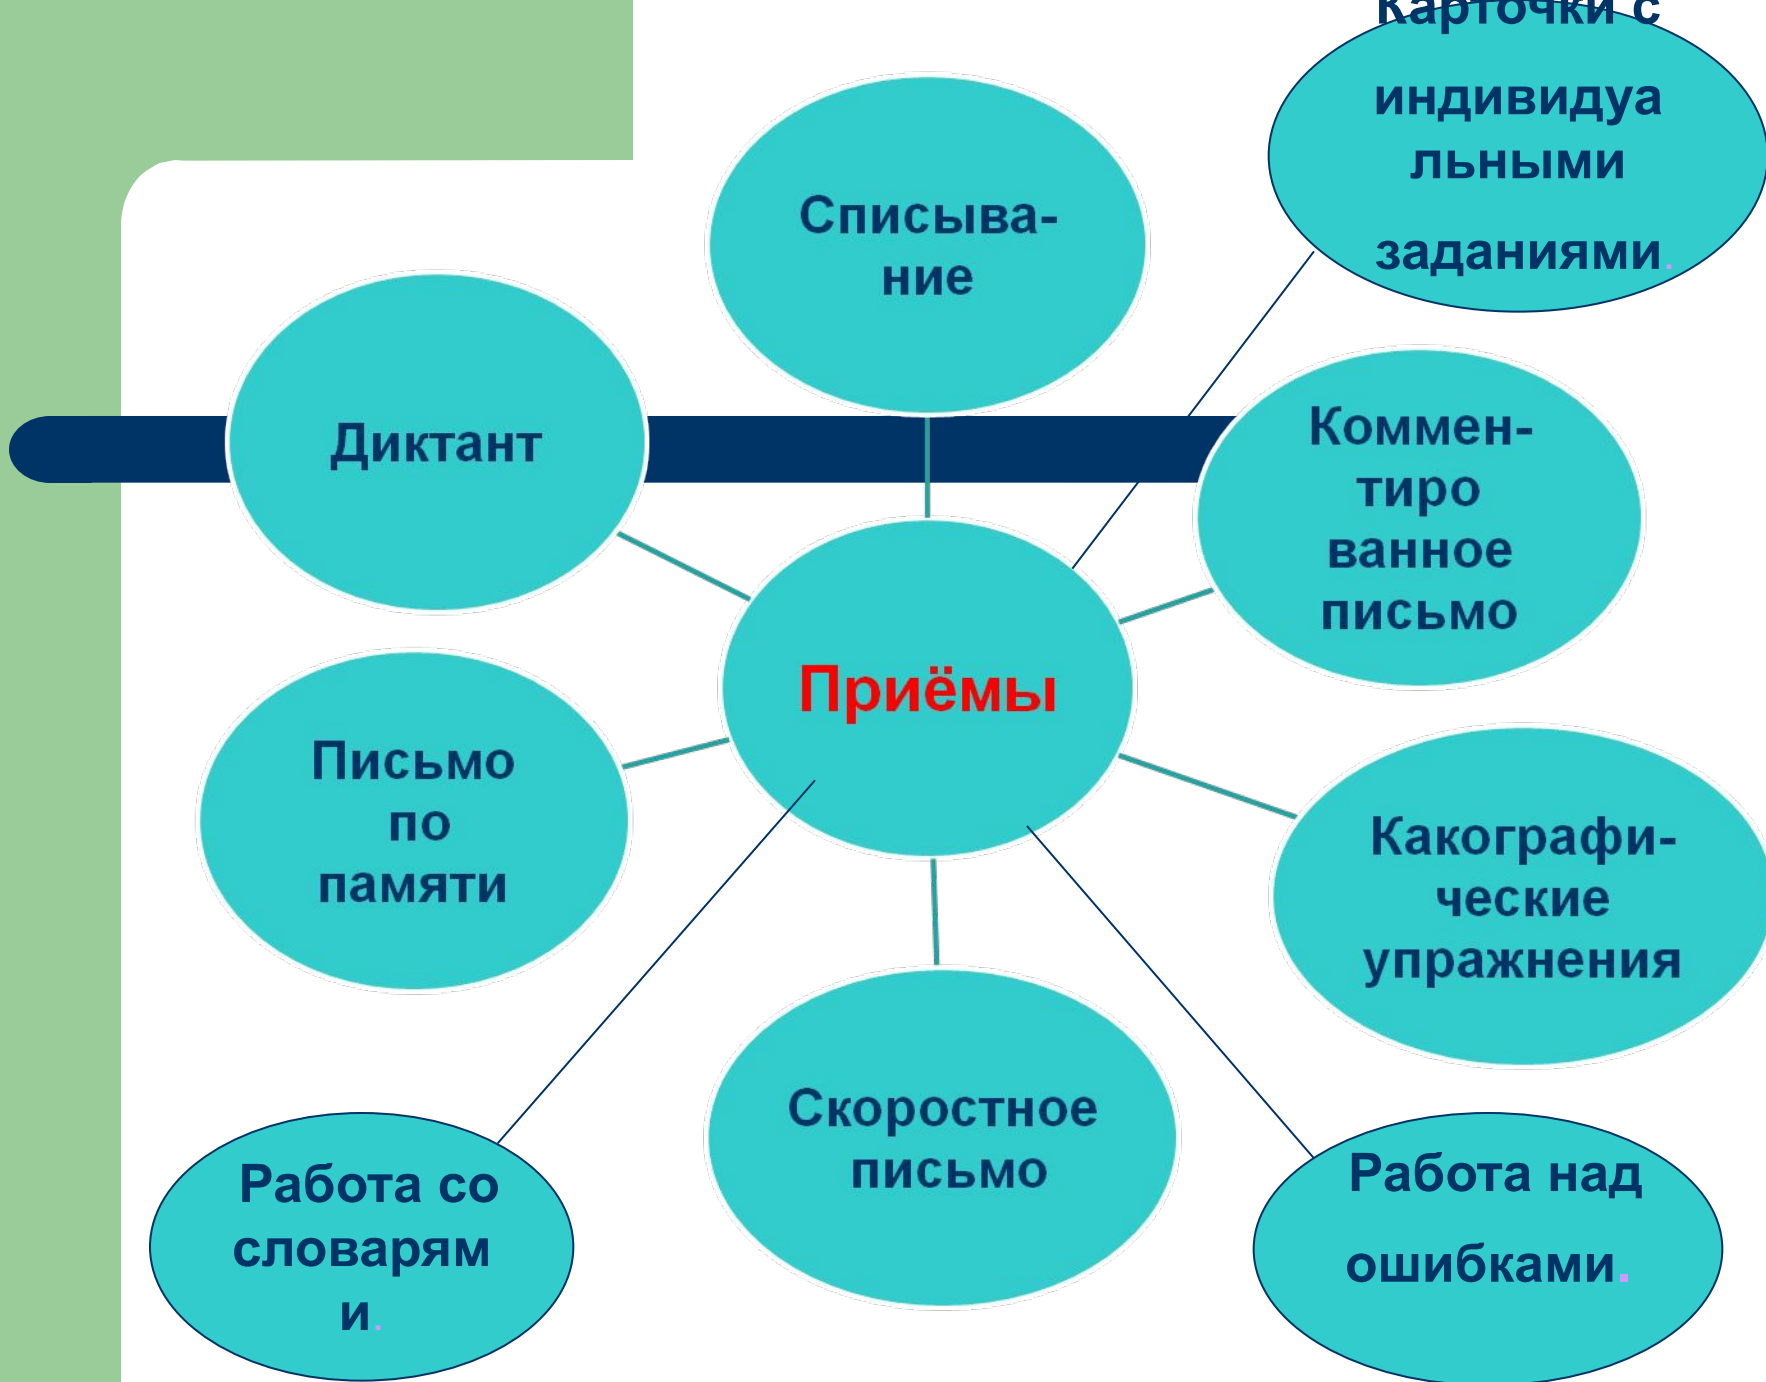 Карточки с
индивидуа
льными
заданиями.
Списыва-
ние
Диктант
Коммен-
тиро
ванное
письмо
Приёмы
Письмо
по
памяти
Какографи-
ческие
упражнения
Скоростное
письмо
Работа со
словарям
и.
Работа над
ошибками.